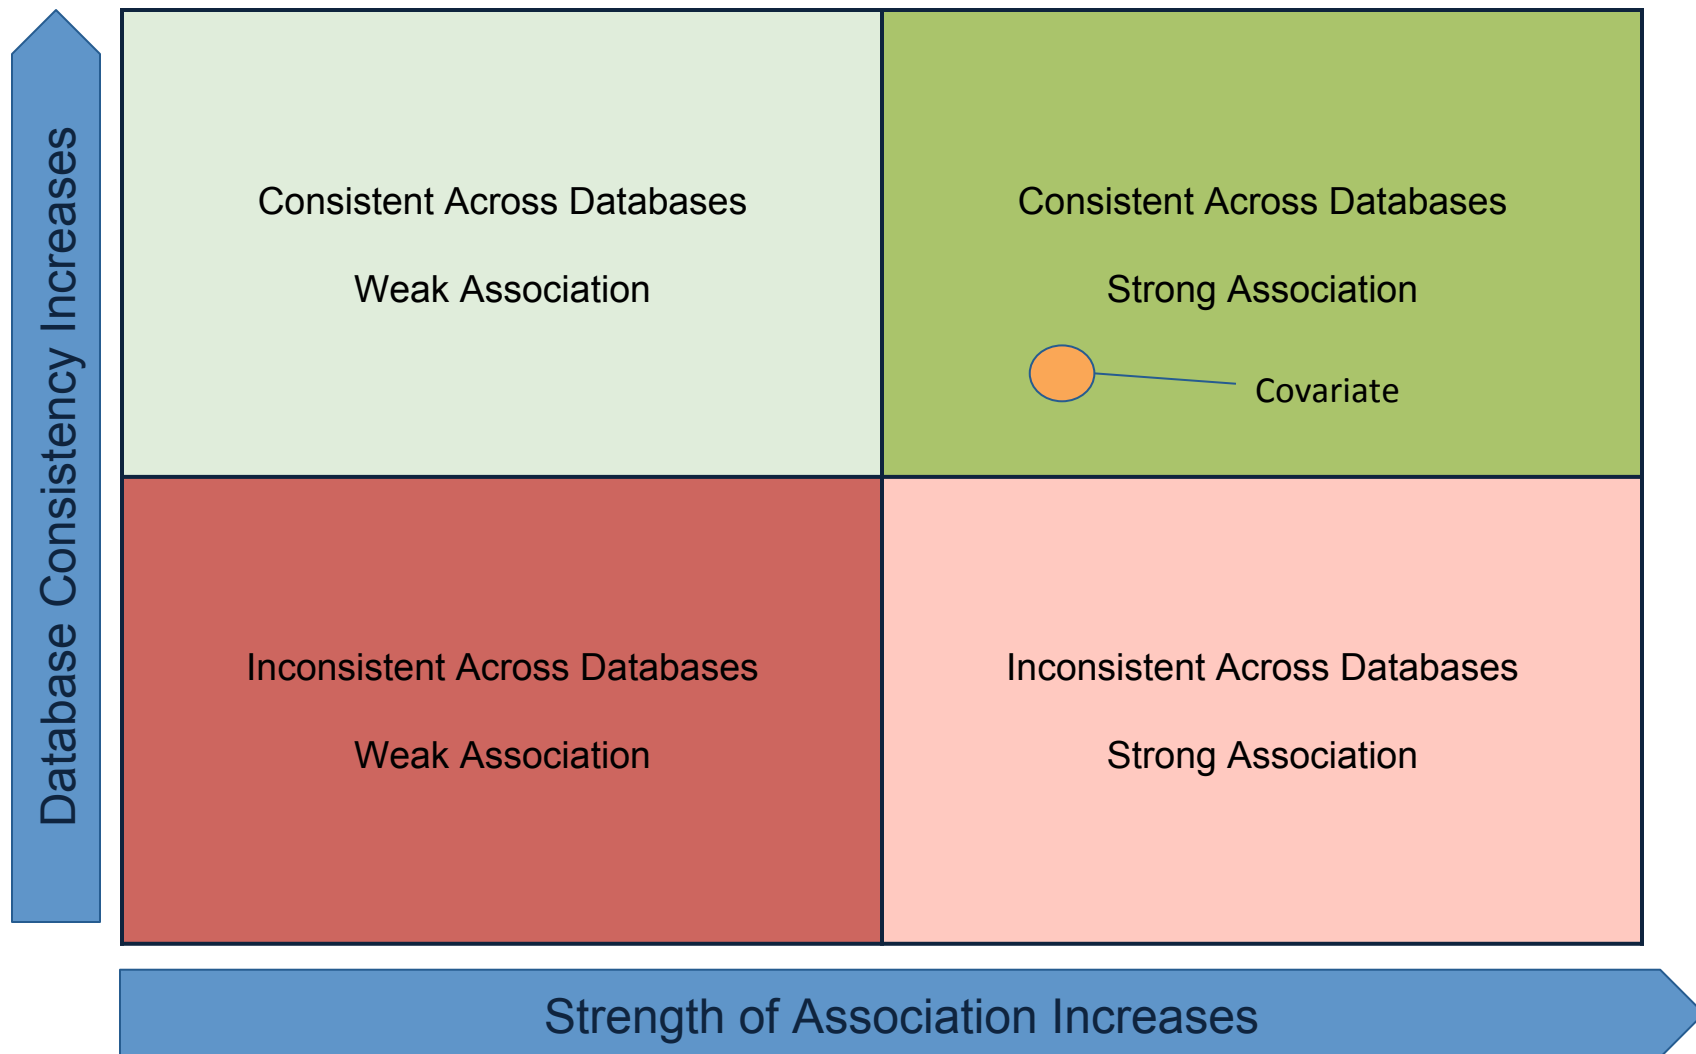 Database Consistency Increases
Consistent Across Databases
Weak Association
Consistent Across Databases
Strong Association
Covariate
Inconsistent Across Databases
Weak Association
Inconsistent Across Databases
Strong Association
Strength of Association Increases